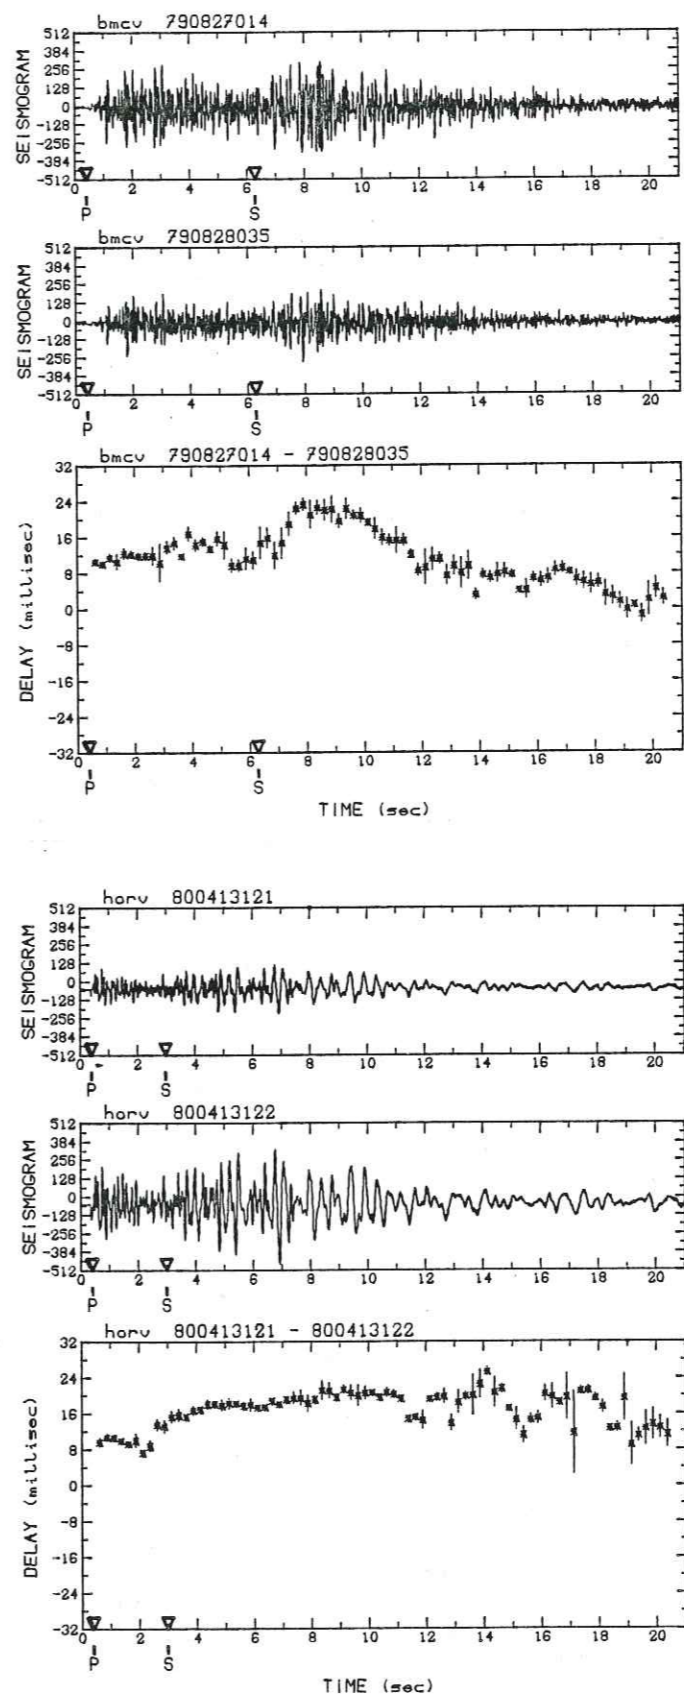 bmcv 790827014
SEISMOGRAM
512
384
256
128
0
-128
-256
-384
-512
0 2 4 6 8 10 12 14 16 18 20
P S
bmcv 790828035
SEISMOGRAM
512
384
256
128
0
-128
-256
-384
-512
0 2 4 6 8 10 12 14 16 18 20
P S
bmcv 790827014 - 790828035
DELAY (millisec)
32
24
16
8
0
-8
-16
-24
-32
0 2 4 6 8 10 12 14 16 18 20
P S
TIME (sec)
horv 800413121
SEISMOGRAM
512
384
256
128
0
-128
-256
-384
-512
0 2 4 6 8 10 12 14 16 18 20
P S
horv 800413122
SEISMOGRAM
512
384
256
128
0
-128
-256
-384
-512
0 2 4 6 8 10 12 14 16 18 20
P S
horv 800413121 - 800413122
DELAY (millisec)
32
24
16
8
0
-8
-16
-24
-32
0 2 4 6 8 10 12 14 16 18 20
P S
TIME (sec)